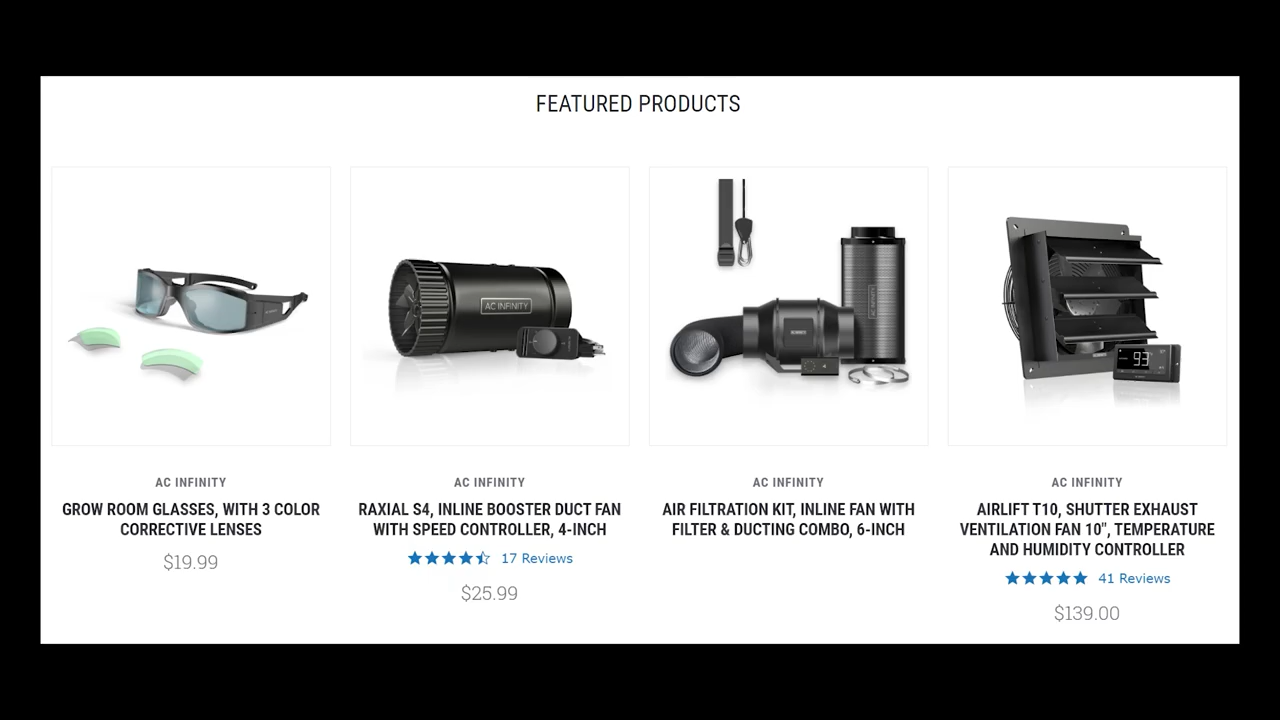 FEATURED PRODUCTS
AC INFINITY
93
AC INFINITY
GROW ROOM GLASSES, WITH 3 COLOR
CORRECTIVE LENSES
$19.99
AC INFINITY
RAXIAL S4, INLINE BOOSTER DUCT FAN
WITH SPEED CONTROLLER, 4-INCH
17 Reviews
$25.99
AC INFINITY
AIR FILTRATION KIT, INLINE FAN WITH
FILTER & DUCTING COMBO, 6-INCH
AC INFINITY
AIRLIFT T10, SHUTTER EXHAUST
VENTILATION FAN 10", TEMPERATURE
AND HUMIDITY CONTROLLER
41 Reviews
$139.00